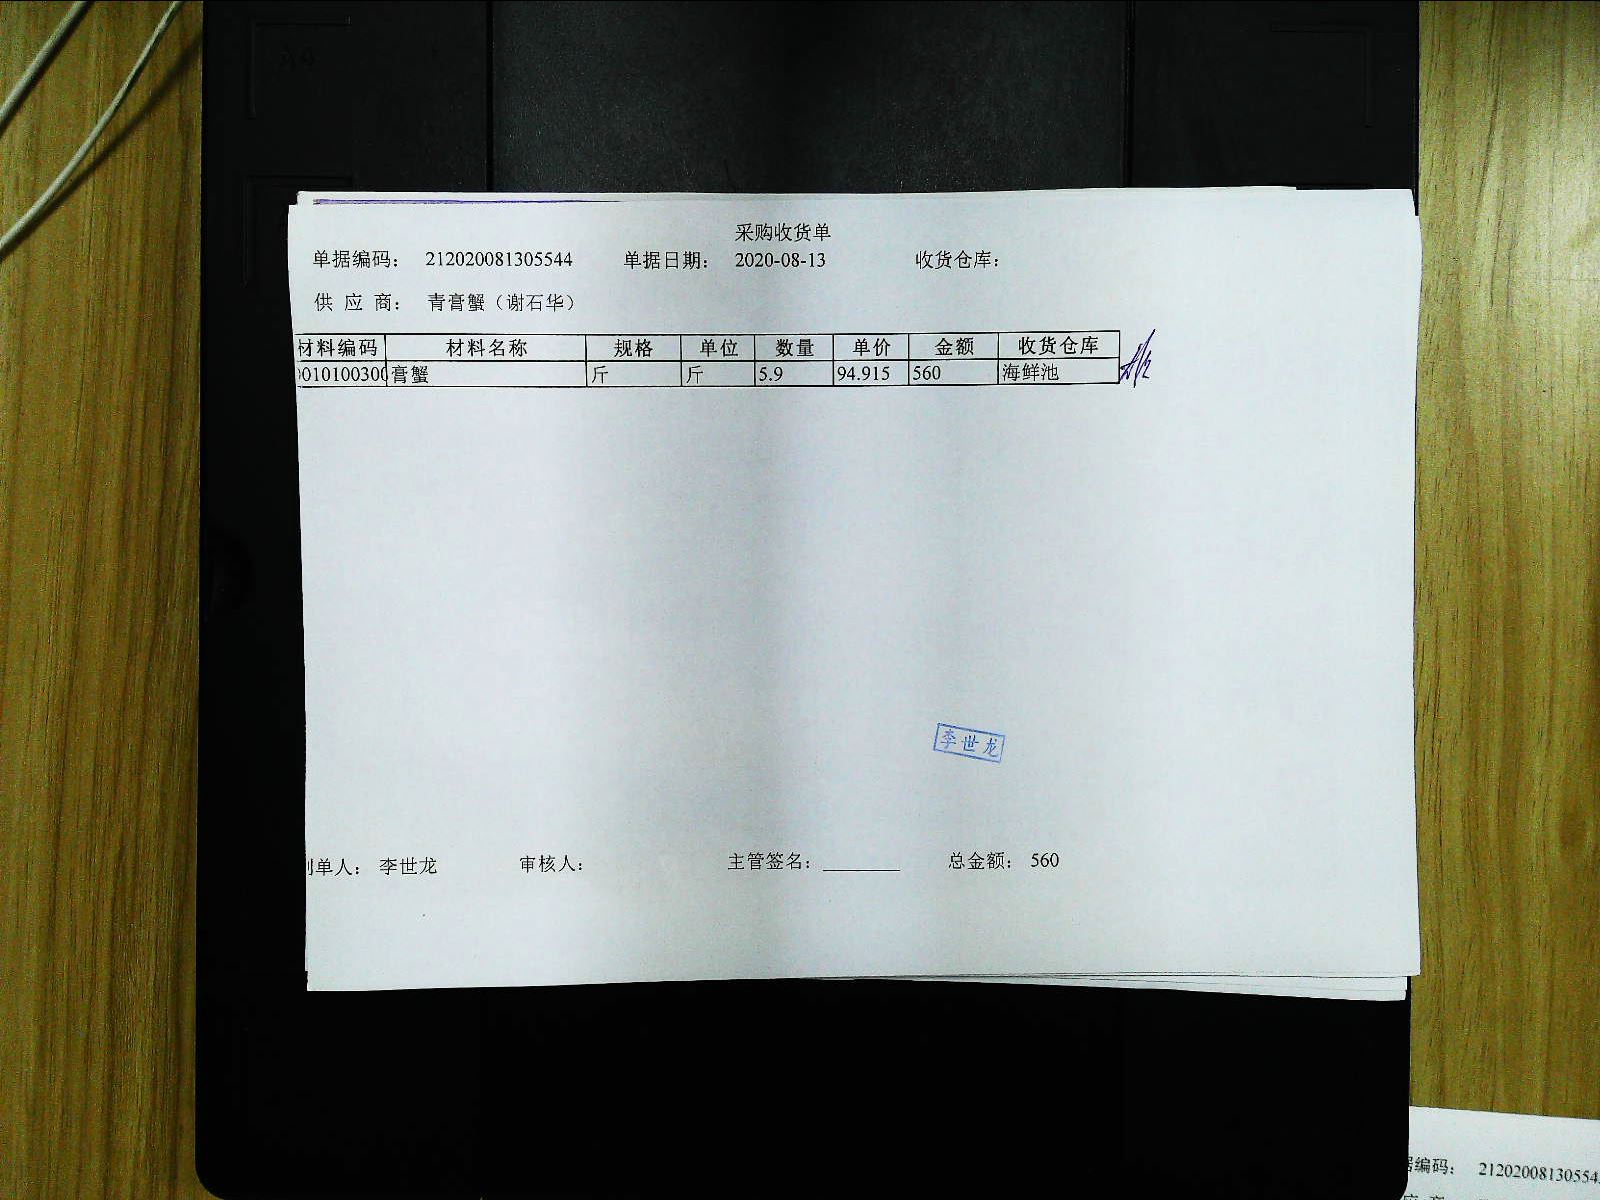 采购收货单
单据编码： 212020081305544 单据日期： 2020-08-13 收货仓库：
供 应 商： 青膏蟹（谢石华）
材料编码 材料名称 规格 单位 数量 单价 金额 收货仓库
010100300 膏蟹 斤 斤 5.9 94.915 560 海鲜池
李世龙
单人： 李世龙 审核人： 主管签名：________ 总金额： 560
编码： 21202008130554